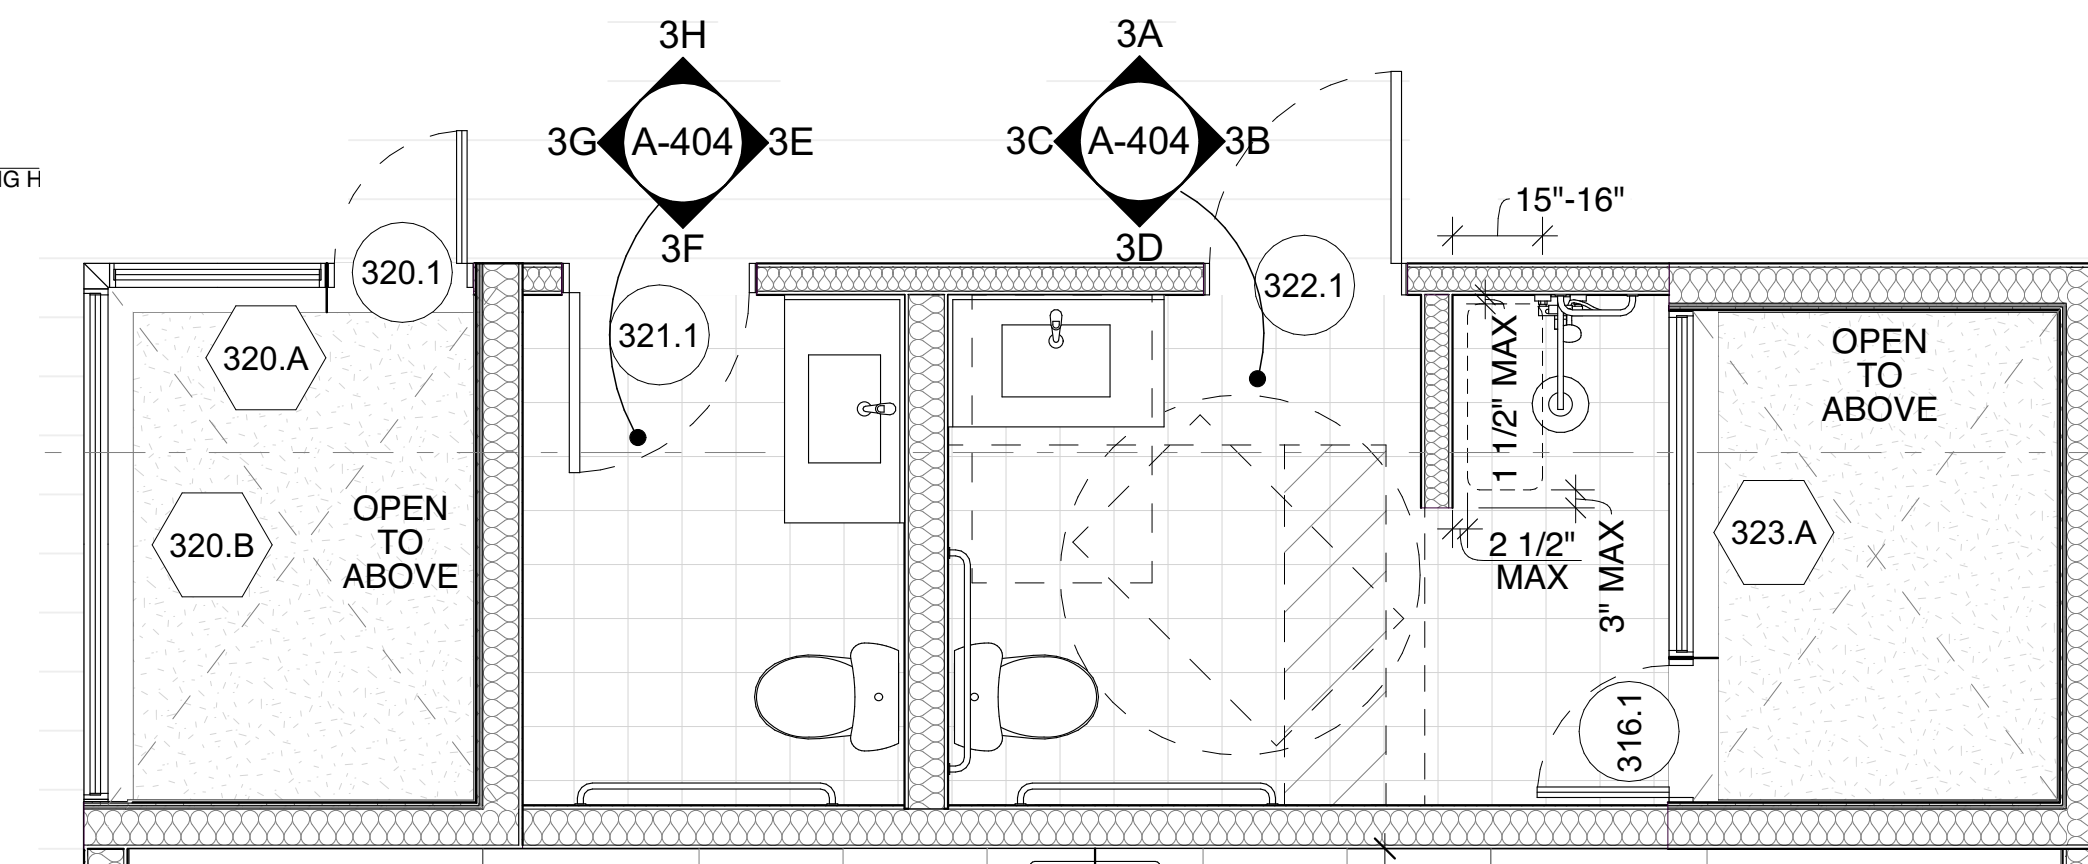 3H
3G A-404 3E
3F
3A
3C A-404 3B
3D
IG H
15"-16"
320.1
322.1
321.1
320.A
320.B
OPEN
TO
ABOVE
1 1/2" MAX
2 1/2"
MAX
3" MAX
OPEN
TO
ABOVE
323.A
316.1